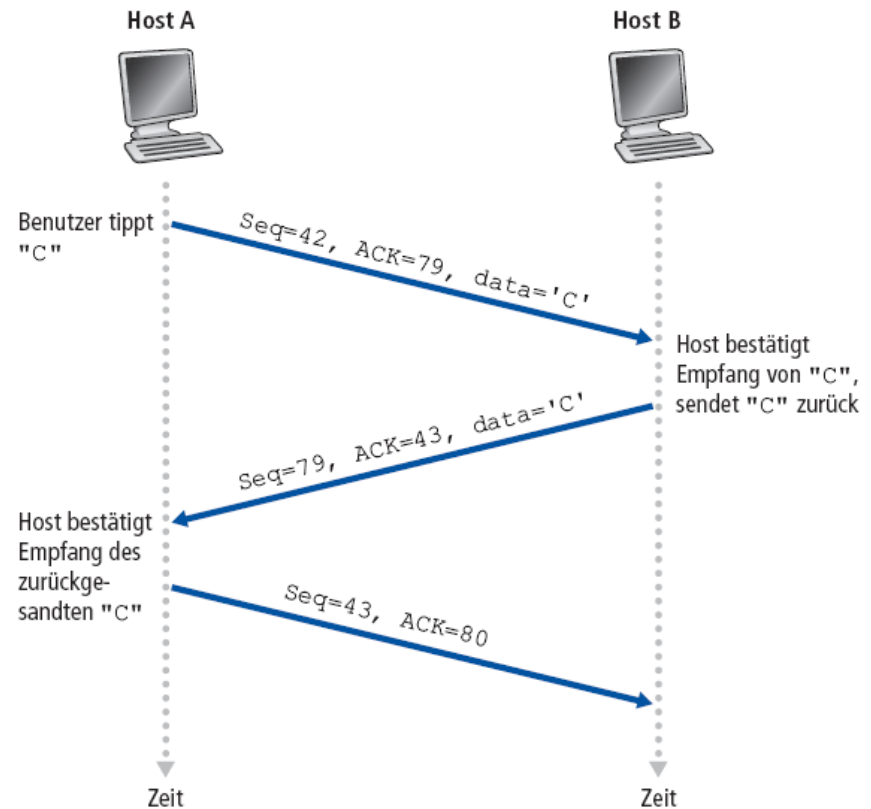 Host A
Host B
Benutzer tippt
"C"
Seq=42, ACK=79, data='C'
Host bestätigt
Empfang von "C",
sendet "C" zurück
Seq=79, ACK=43, data='C'
Host bestätigt
Empfang des
zurückge-
sandten "C"
Seq=43, ACK=80
Zeit
Zeit